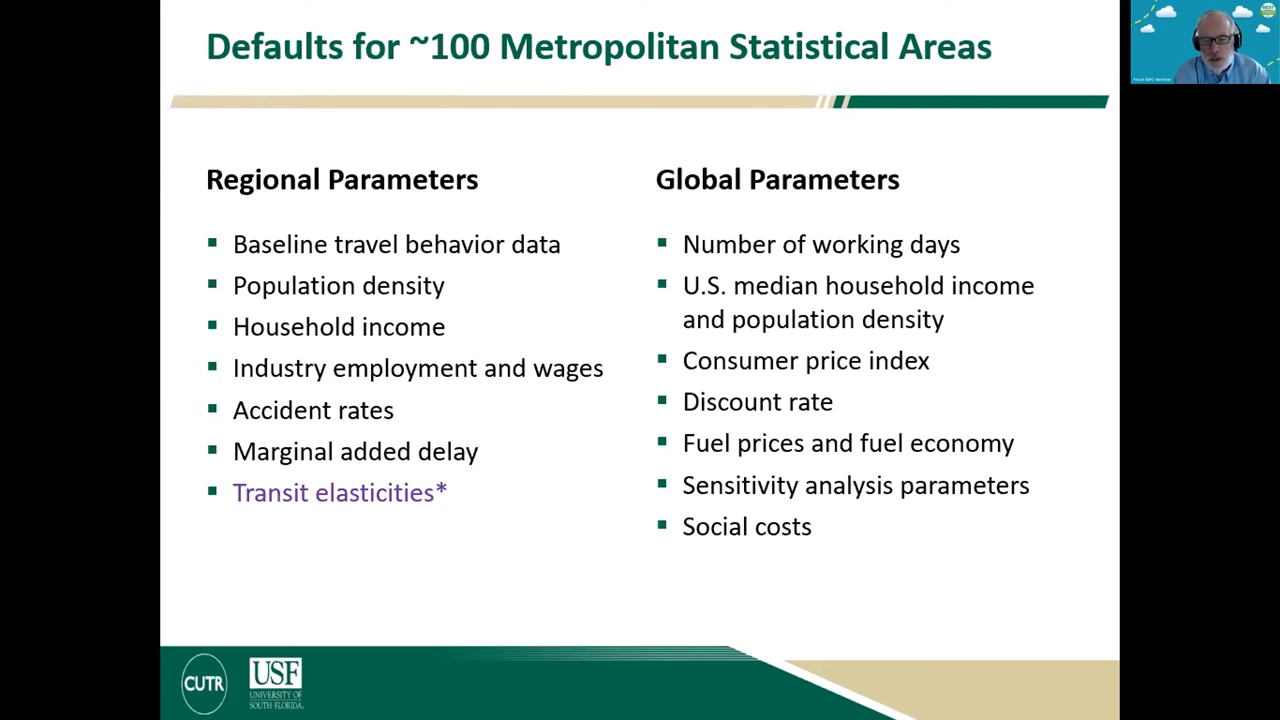 Defaults for ~100 Metropolitan Statistical Areas
Regional Parameters
Baseline travel behavior data
Population density
Household income
Industry employment and wages
Accident rates
Marginal added delay
Transit elasticities*
Global Parameters
Number of working days
U.S. median household income
and population density
Consumer price index
Discount rate
Fuel prices and fuel economy
Sensitivity analysis parameters
Social costs
CUTR
USF
UNIVERSITY OF
SOUTH FLORIDA